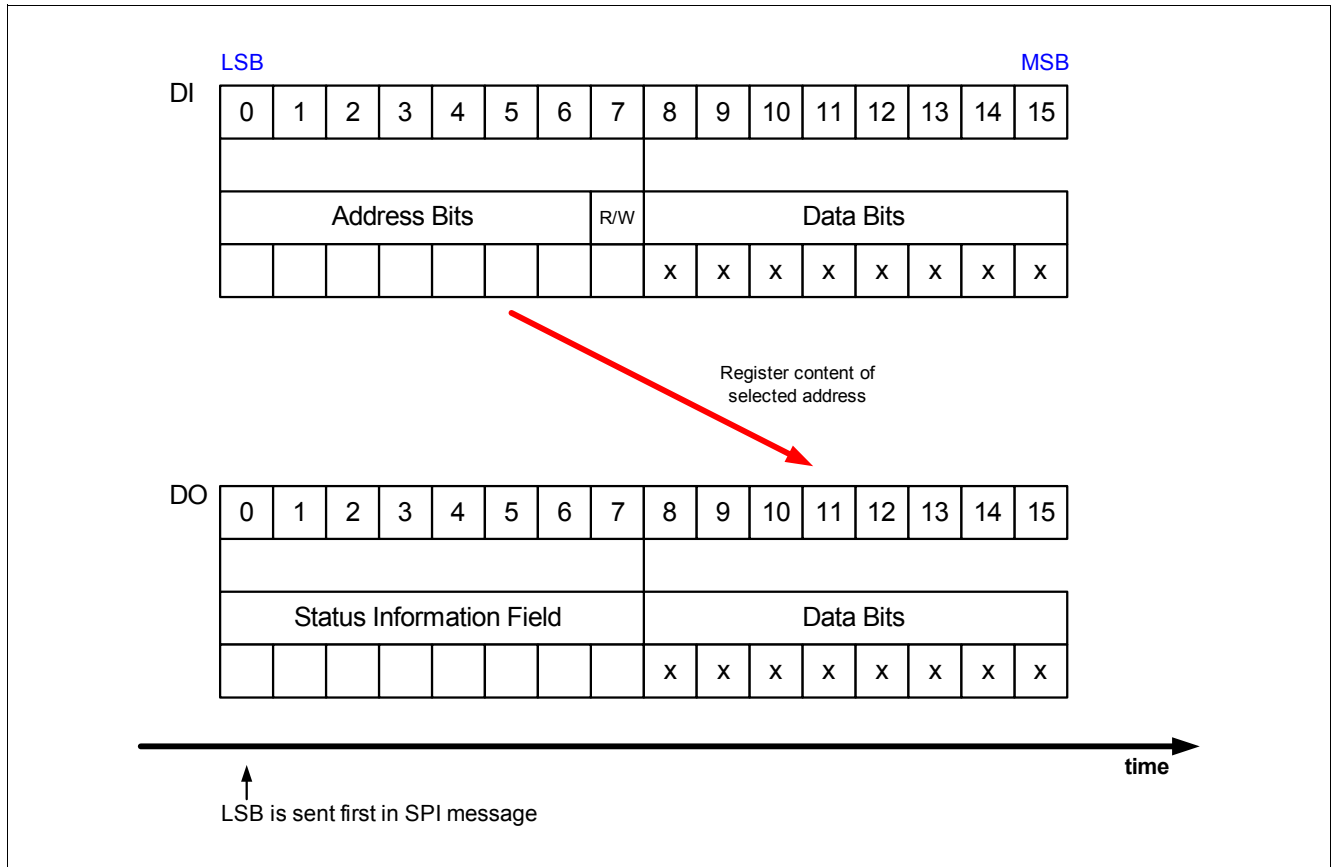 LSB MSB
DI 0 1 2 3 4 5 6 7 8 9 10 11 12 13 14 15
Address Bits R/W Data Bits
x x x x x x x x
Register content of
selected address
DO 0 1 2 3 4 5 6 7 8 9 10 11 12 13 14 15
Status Information Field Data Bits
x x x x x x x x
time
LSB is sent first in SPI message